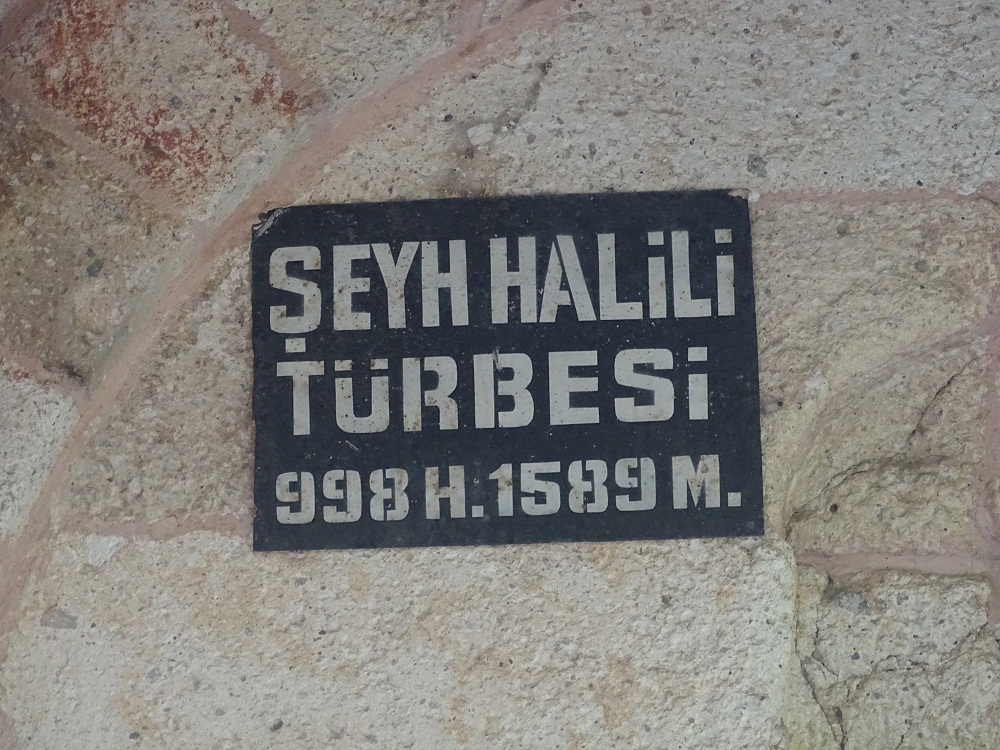 ŞEYH HALİLİ
TÜRBESİ
998 H. 1589 M.